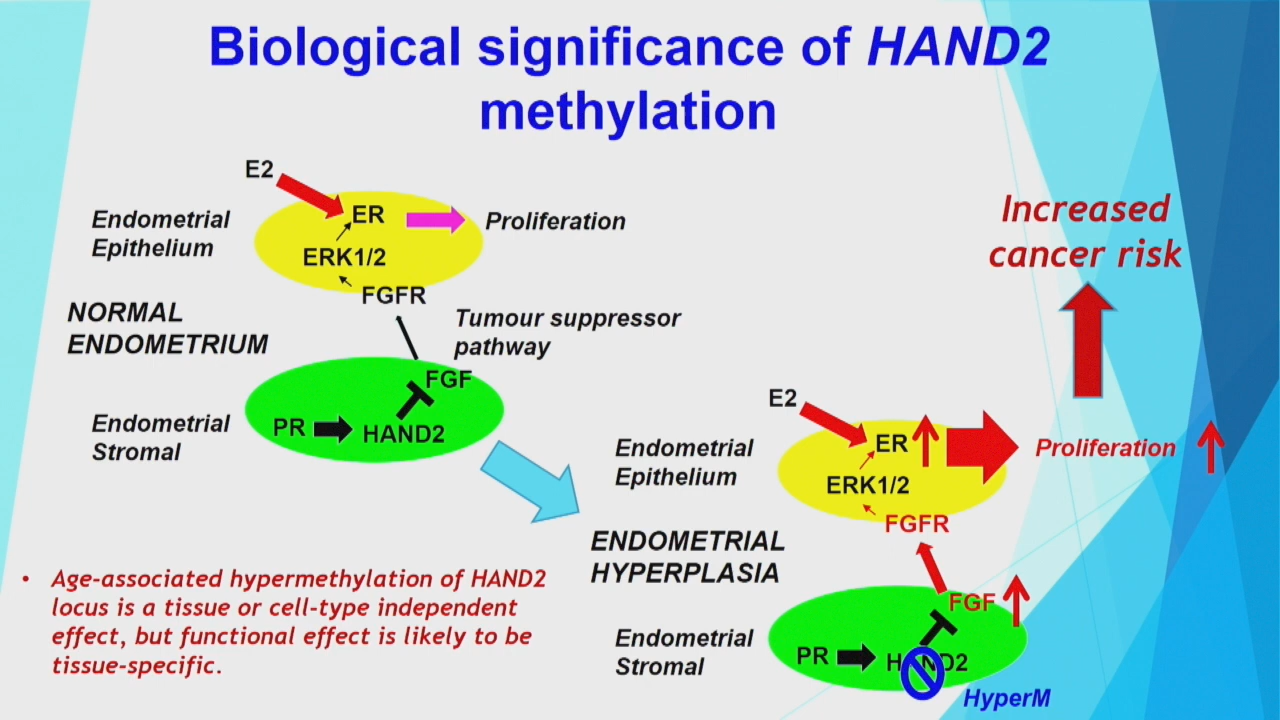 Biological significance of HAND2
methylation
E2
Endometrial
Epithelium
ER
Proliferation
ERK1/2
FGFR
NORMAL
ENDOMETRIUM
Tumour suppressor
pathway
FGF
Endometrial
Stromal
PR
HAND2
Increased
cancer risk
E2
Endometrial
Epithelium
ER
Proliferation
ERK1/2
FGFR
ENDOMETRIAL
HYPERPLASIA
FGF
Endometrial
Stromal
PR
HAND2
HyperM
• Age-associated hypermethylation of HAND2
locus is a tissue or cell-type independent
effect, but functional effect is likely to be
tissue-specific.